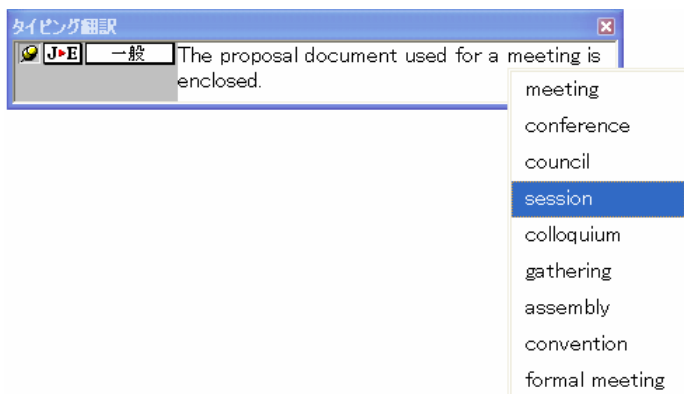 タイピング翻訳
J▶E 一般 The proposal document used for a meeting is
enclosed.
meeting
conference
council
session
colloquium
gathering
assembly
convention
formal meeting